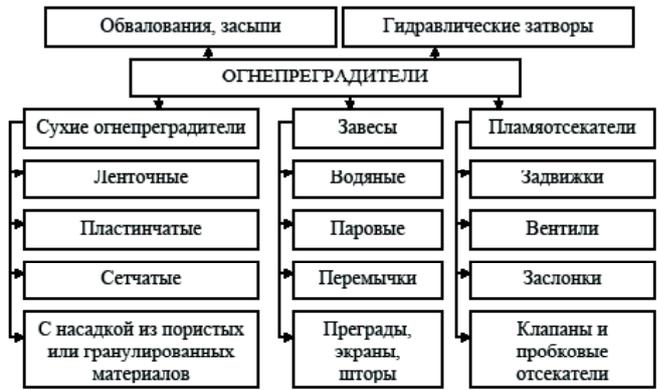 Обвалования, засыпи
Гидравлические затворы
ОГНЕПРЕГРАДИТЕЛИ
Сухие огнепреградители
Завесы
Пламяотсекатели
Ленточные
Водяные
Задвижки
Пластинчатые
Паровые
Вентили
Сетчатые
Перемычки
Заслонки
С насадкой из пористых
или гранулированных
материалов
Преграды,
экраны,
шторы
Клапаны и
пробковые
отсекатели